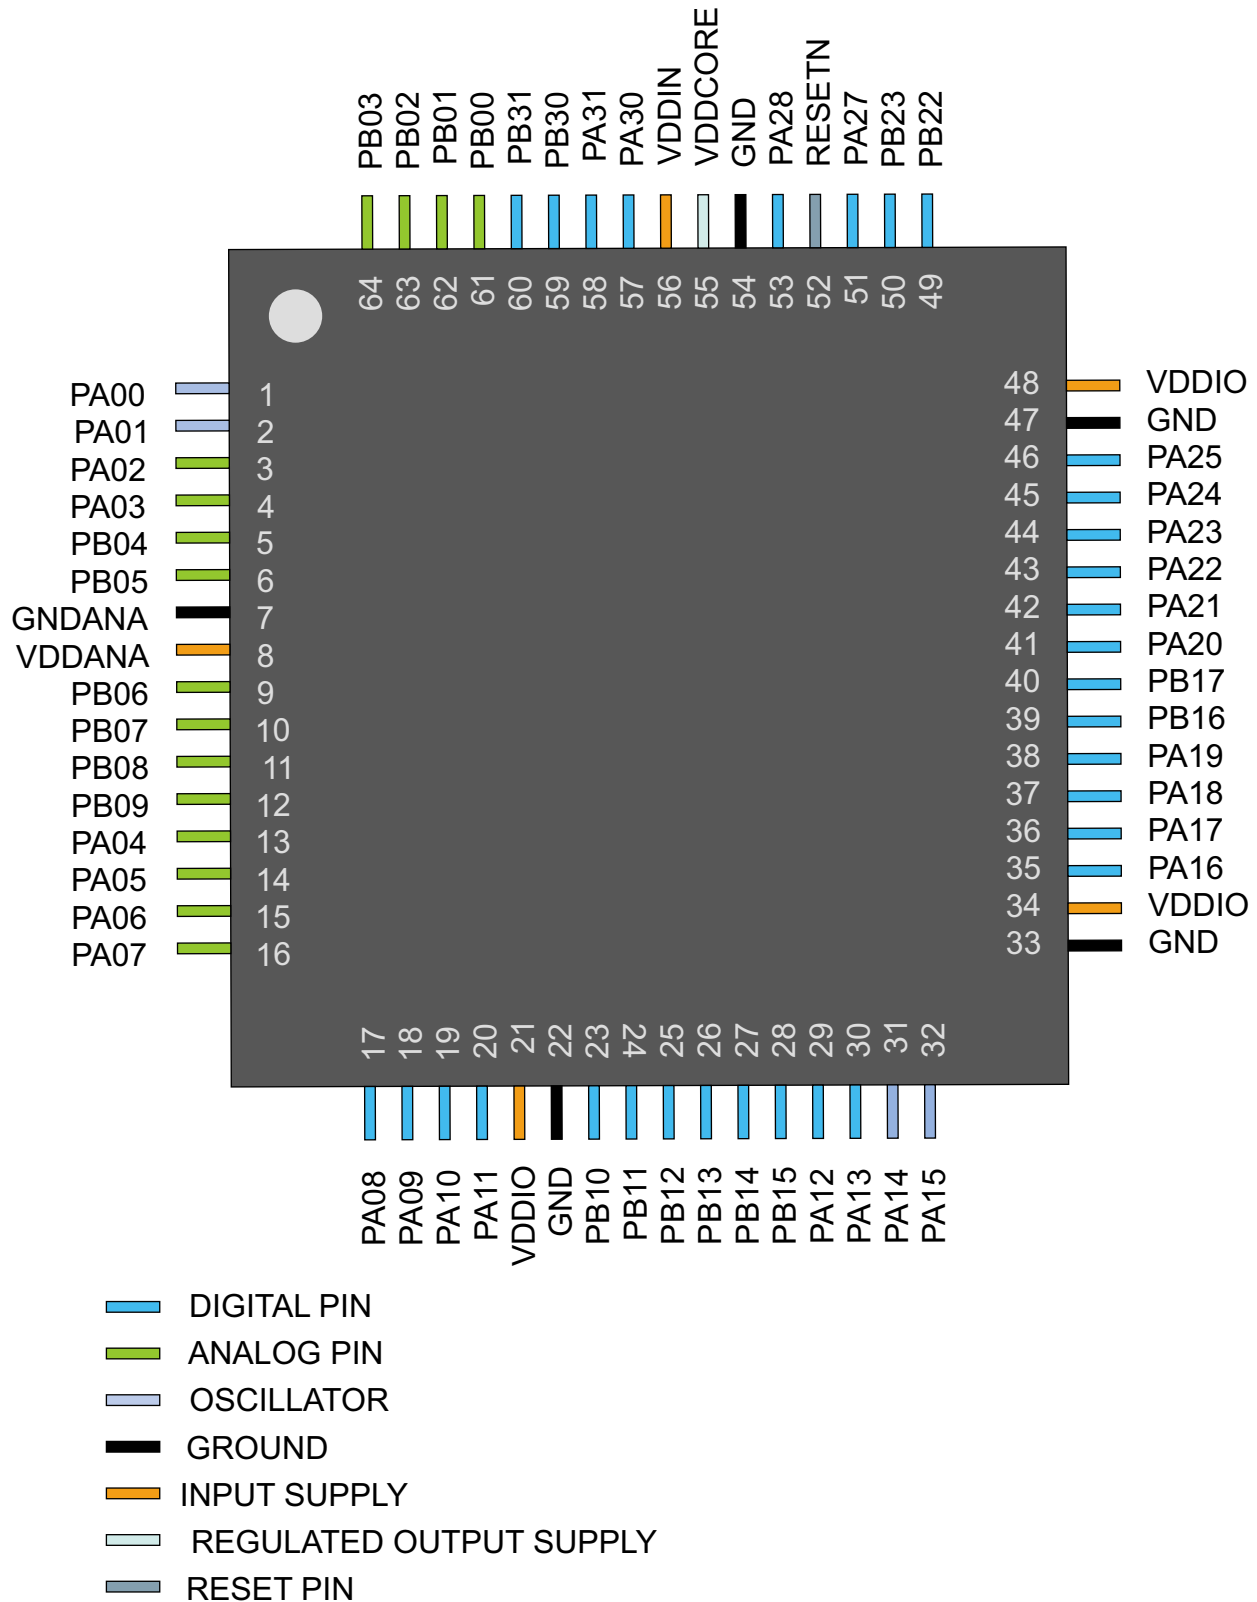 PB03
PB02
PB01
PB00
PB31
PB30
PA31
PA30
VDDIN
VDDCORE
GND
PA28
RESETN
PA27
PB23
PB22
64
63
62
61
60
59
58
57
56
55
54
53
52
51
50
49
PA00 1
PA01 2
PA02 3
PA03 4
PB04 5
PB05 6
GNDANA 7
VDDANA 8
PB06 9
PB07 10
PB08 11
PB09 12
PA04 13
PA05 14
PA06 15
PA07 16
48 VDDIO
47 GND
46 PA25
45 PA24
44 PA23
43 PA22
42 PA21
41 PA20
40 PB17
39 PB16
38 PA19
37 PA18
36 PA17
35 PA16
34 VDDIO
33 GND
17
18
19
20
21
22
23
24
25
26
27
28
29
30
31
32
PA08
PA09
PA10
PA11
VDDIO
GND
PB10
PB11
PB12
PB13
PB14
PB15
PA12
PA13
PA14
PA15
DIGITAL PIN
ANALOG PIN
OSCILLATOR
GROUND
INPUT SUPPLY
REGULATED OUTPUT SUPPLY
RESET PIN